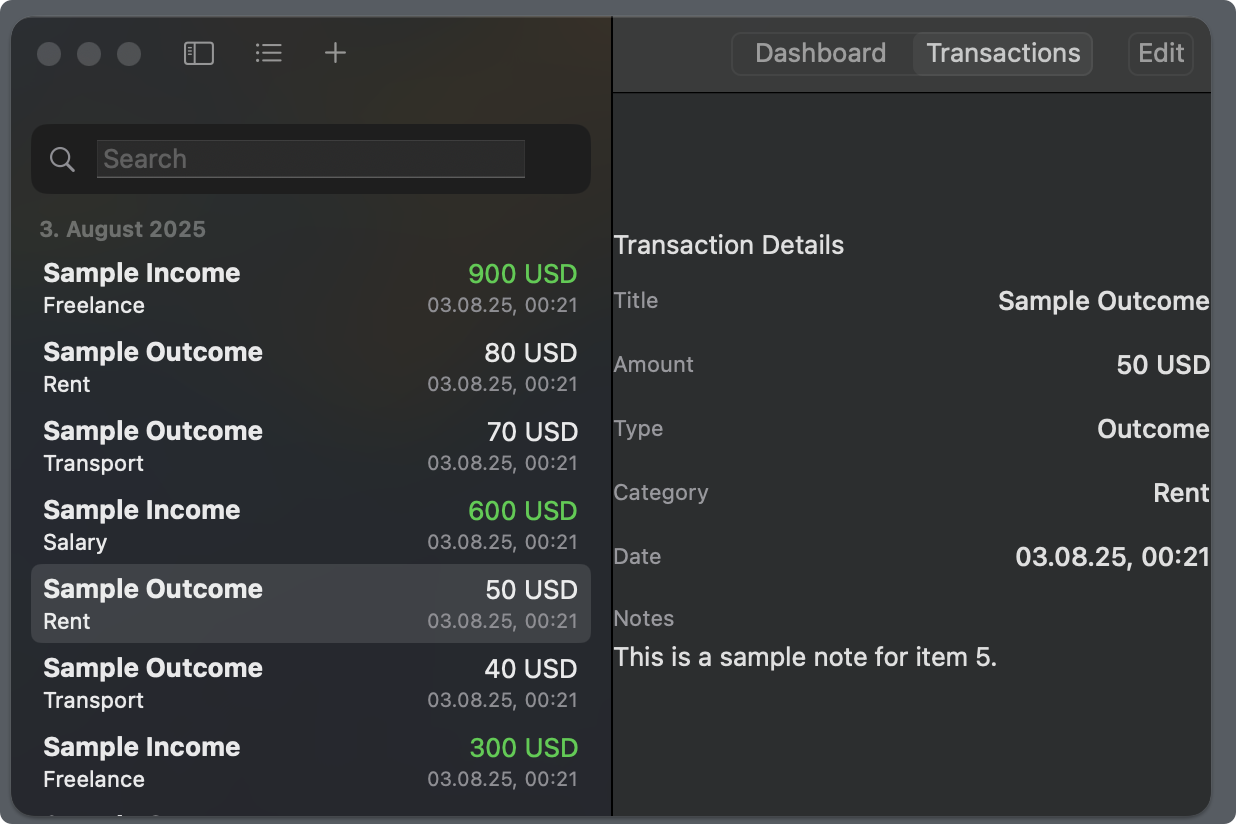 Dashboard Transactions Edit
Search
3. August 2025
Sample Income 900 USD
Freelance 03.08.25, 00:21
Sample Outcome 80 USD
Rent 03.08.25, 00:21
Sample Outcome 70 USD
Transport 03.08.25, 00:21
Sample Income 600 USD
Salary 03.08.25, 00:21
Sample Outcome 50 USD
Rent 03.08.25, 00:21
Sample Outcome 40 USD
Transport 03.08.25, 00:21
Sample Income 300 USD
Freelance 03.08.25, 00:21
Transaction Details
Title Sample Outcome
Amount 50 USD
Type Outcome
Category Rent
Date 03.08.25, 00:21
Notes
This is a sample note for item 5.